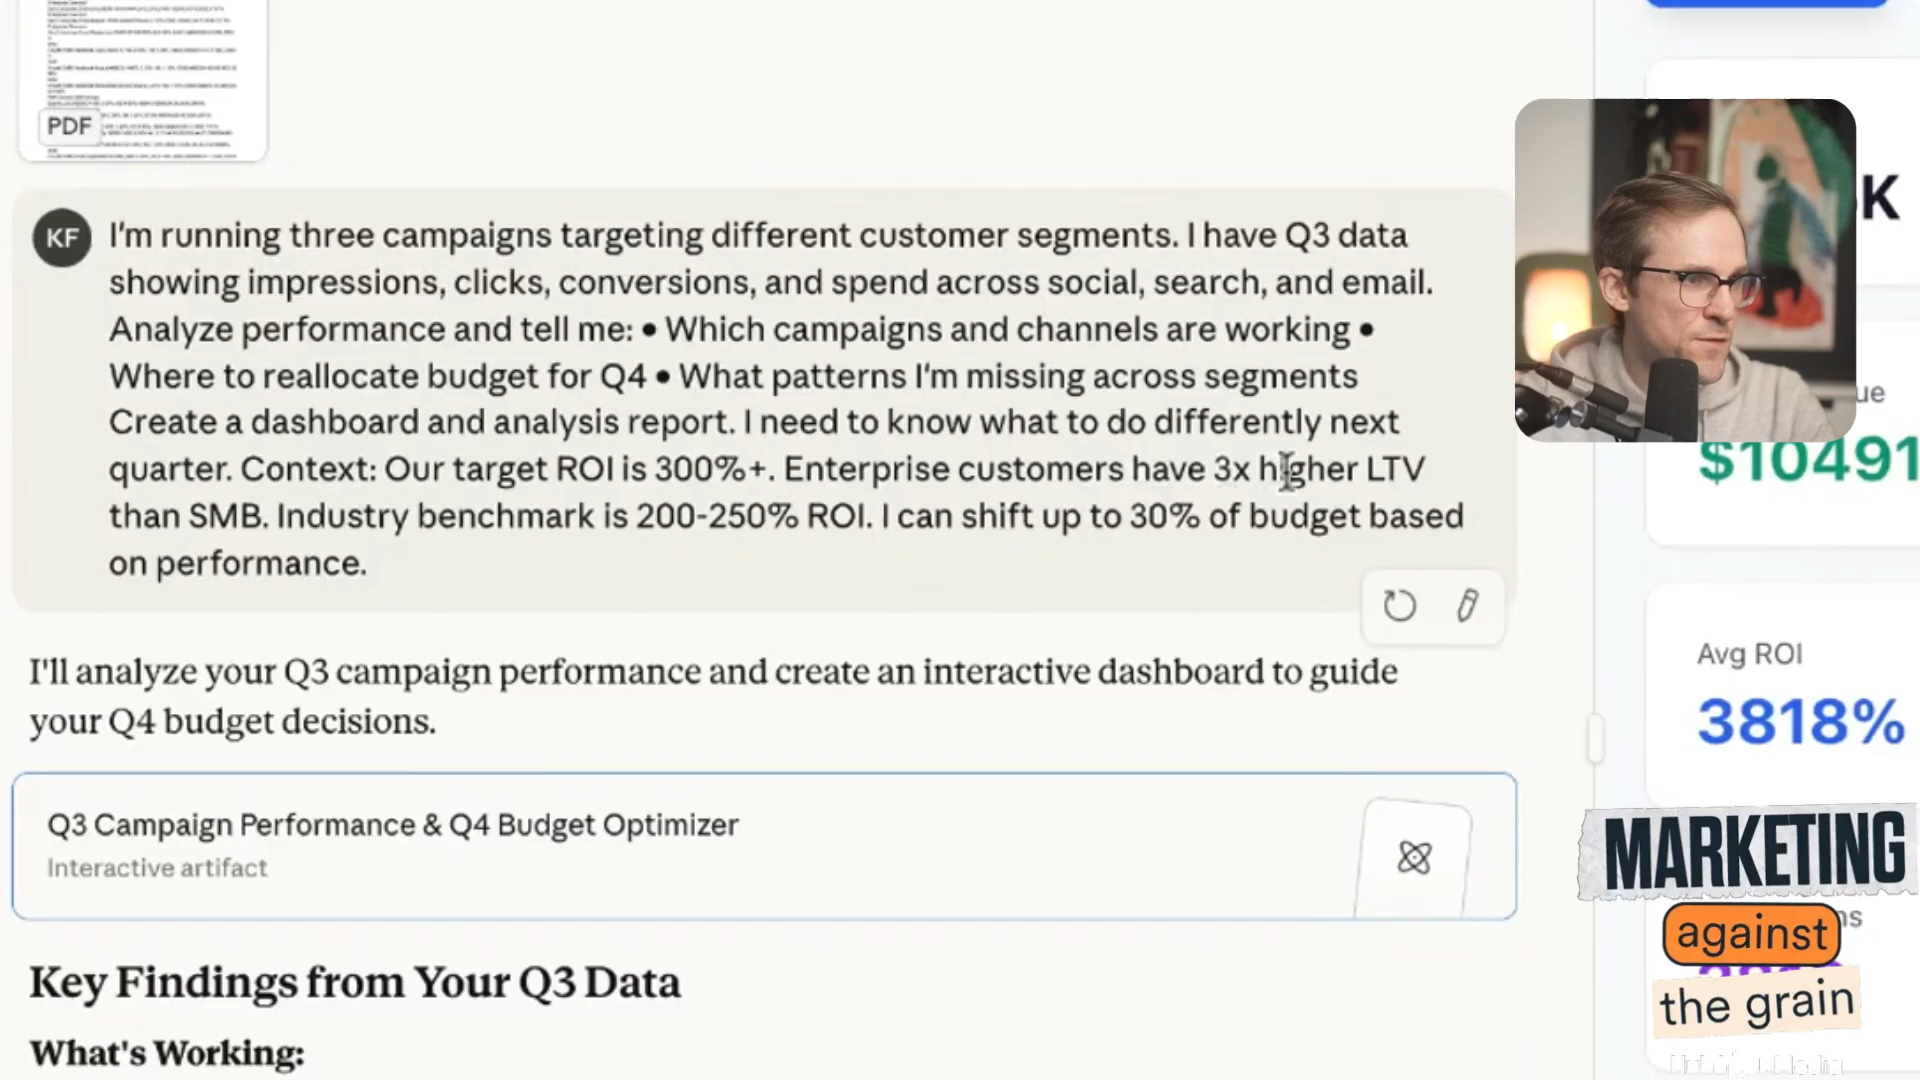 PDF
KF
I'm running three campaigns targeting different customer segments. I have Q3 data
showing impressions, clicks, conversions, and spend across social, search, and email.
Analyze performance and tell me: • Which campaigns and channels are working •
Where to reallocate budget for Q4 • What patterns I'm missing across segments
Create a dashboard and analysis report. I need to know what to do differently next
quarter. Context: Our target ROI is 300%+. Enterprise customers have 3x higher LTV
than SMB. Industry benchmark is 200-250% ROI. I can shift up to 30% of budget based
on performance.
I'll analyze your Q3 campaign performance and create an interactive dashboard to guide
your Q4 budget decisions.
Q3 Campaign Performance & Q4 Budget Optimizer
Interactive artifact
Key Findings from Your Q3 Data
What's Working:
K
ue
$10491
Avg ROI
3818%
ns
MARKETING
against
the grain